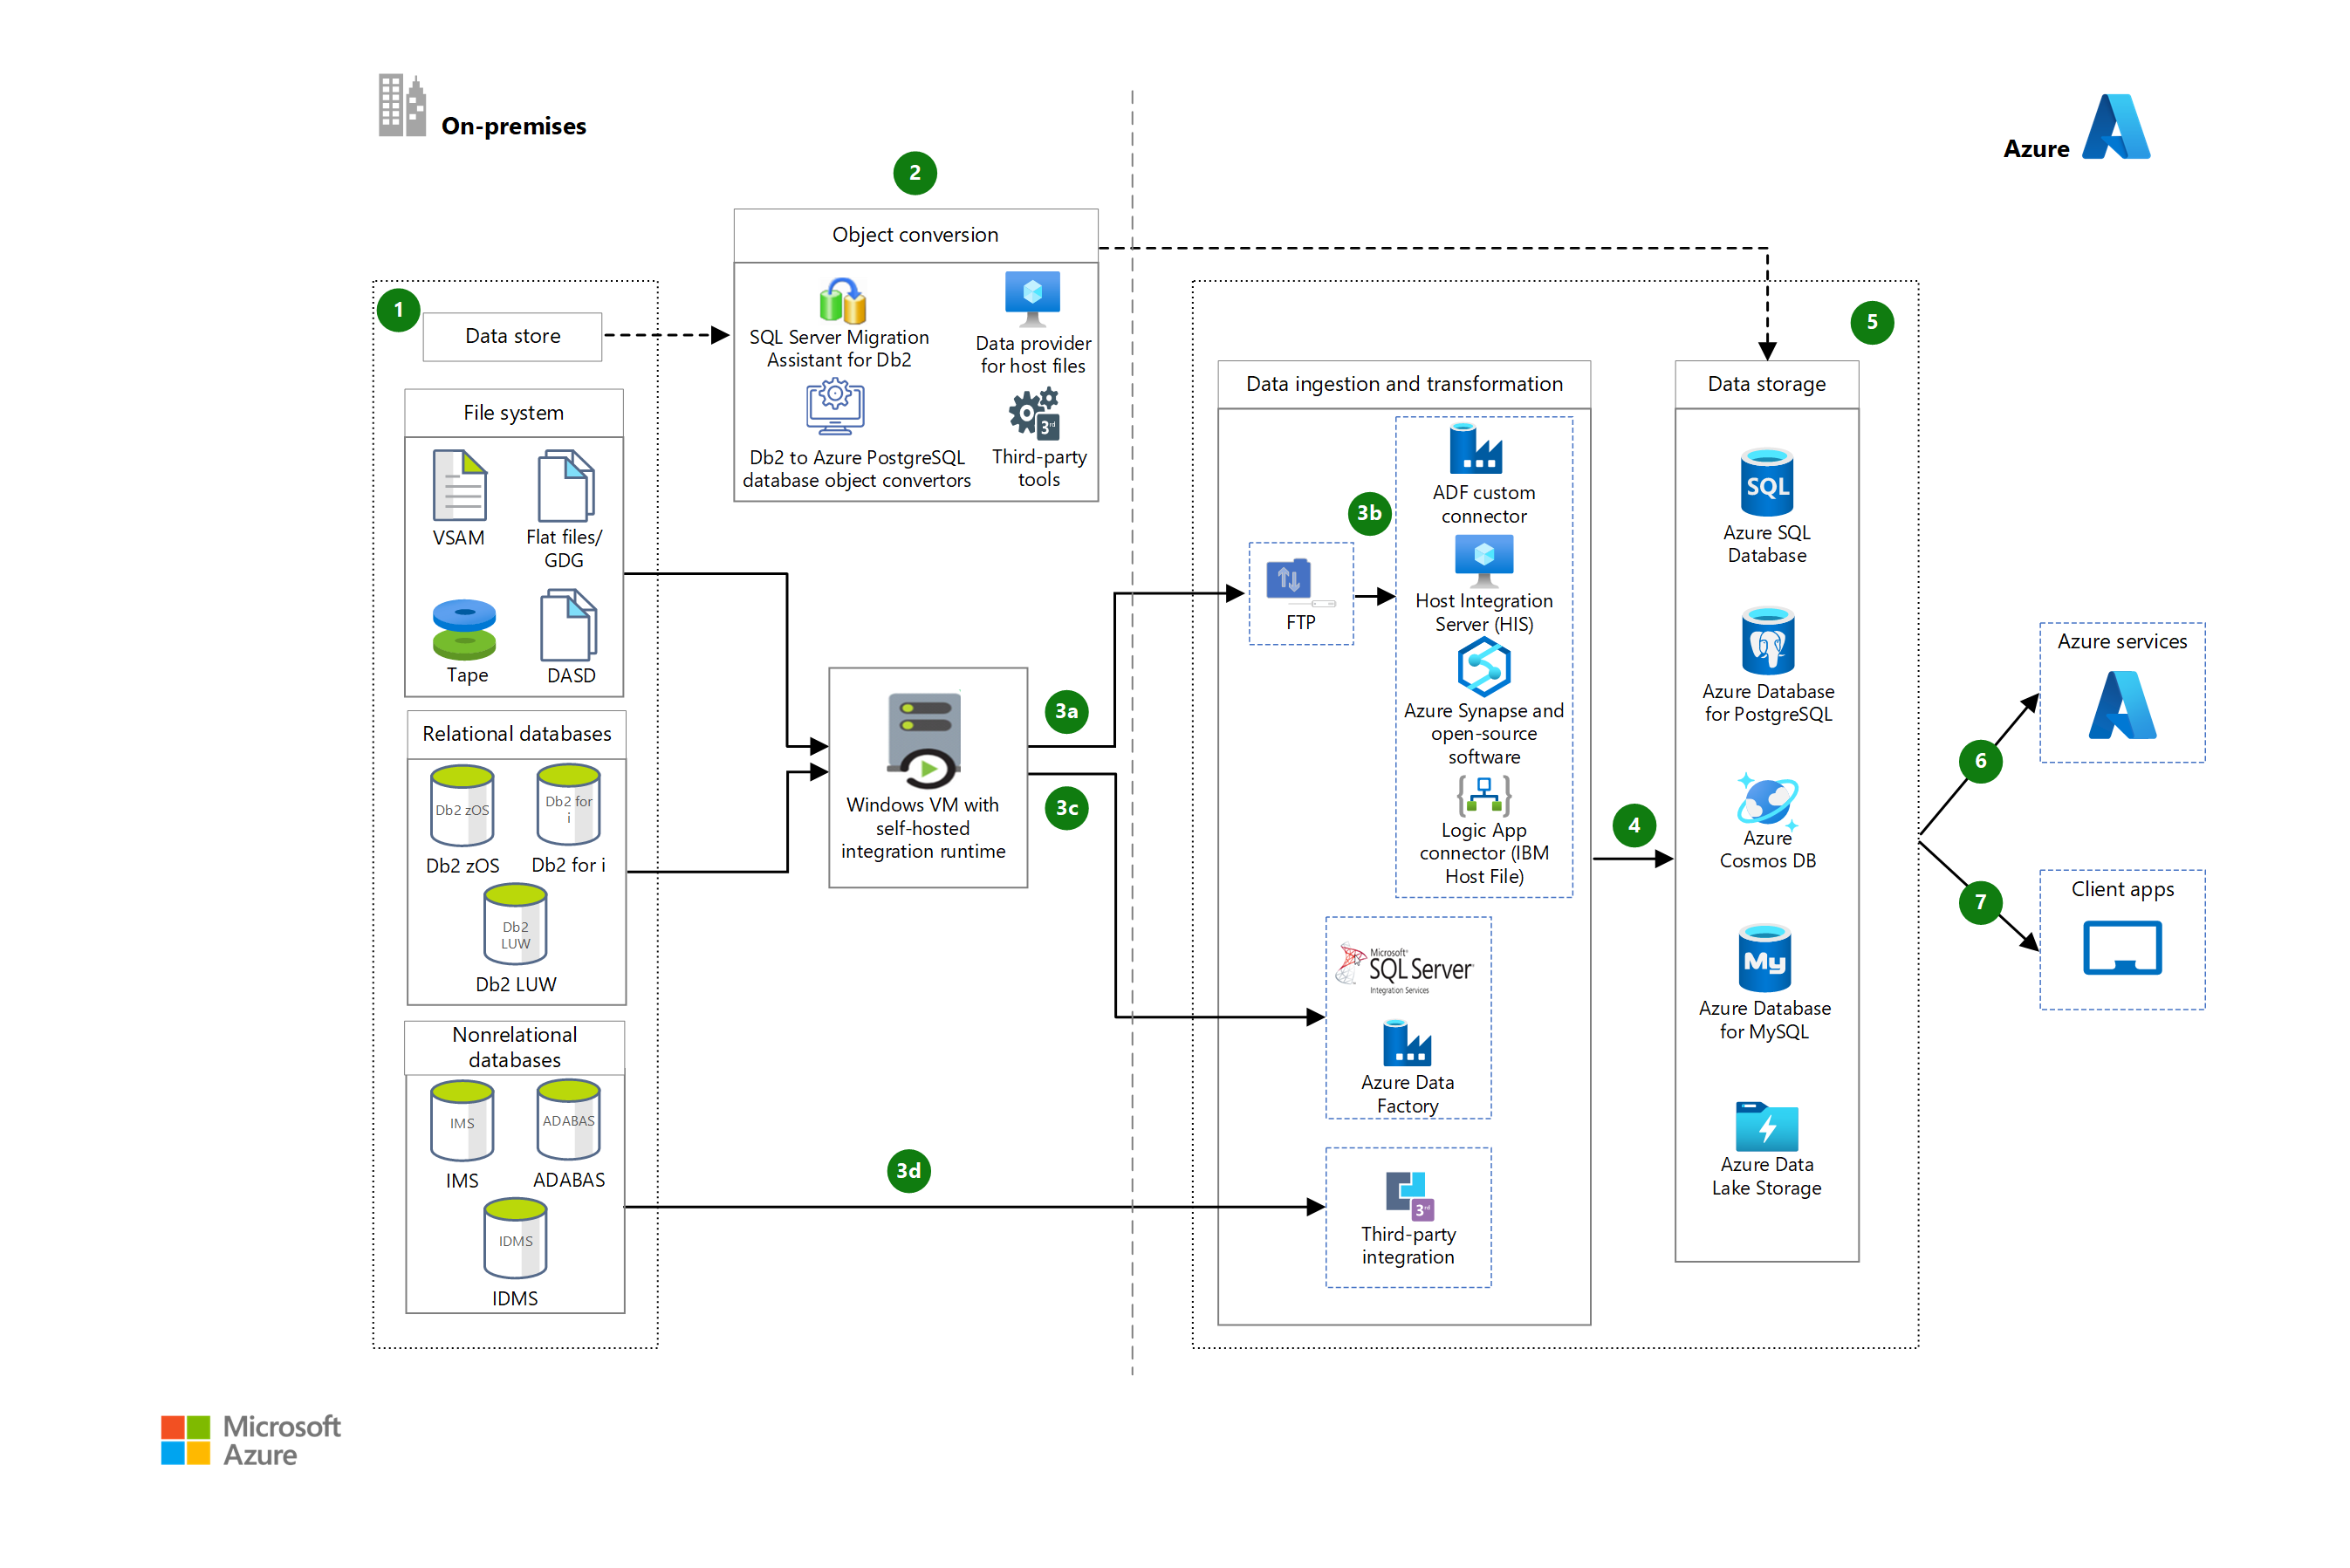 On-premises
Azure
2
Object conversion
SQL Server Migration
Assistant for Db2
Data provider
for host files
3rd
Db2 to Azure PostgreSQL
database object convertors
Third-party
tools
1
Data store
File system
VSAM
Flat files/
GDG
Tape
DASD
Relational databases
Db2 zOS
Db2 for
i
Db2 zOS
Db2 for i
Db2
LUW
Db2 LUW
Nonrelational
databases
IMS
ADABAS
IMS
ADABAS
IDMS
IDMS
Windows VM with
self-hosted
integration runtime
3a
3c
3d
5
Data ingestion and transformation
3b
FTP
ADF custom
connector
Host Integration
Server (HIS)
Azure Synapse and
open-source
software
Logic App
connector (IBM
Host File)
Microsoft®
SQL Server
Integration Services
Azure Data
Factory
3rd
Third-party
integration
4
Data storage
SQL
Azure SQL
Database
Azure Database
for PostgreSQL
Azure
Cosmos DB
My
Azure Database
for MySQL
Azure Data
Lake Storage
6
Azure services
7
Client apps
Microsoft
Azure